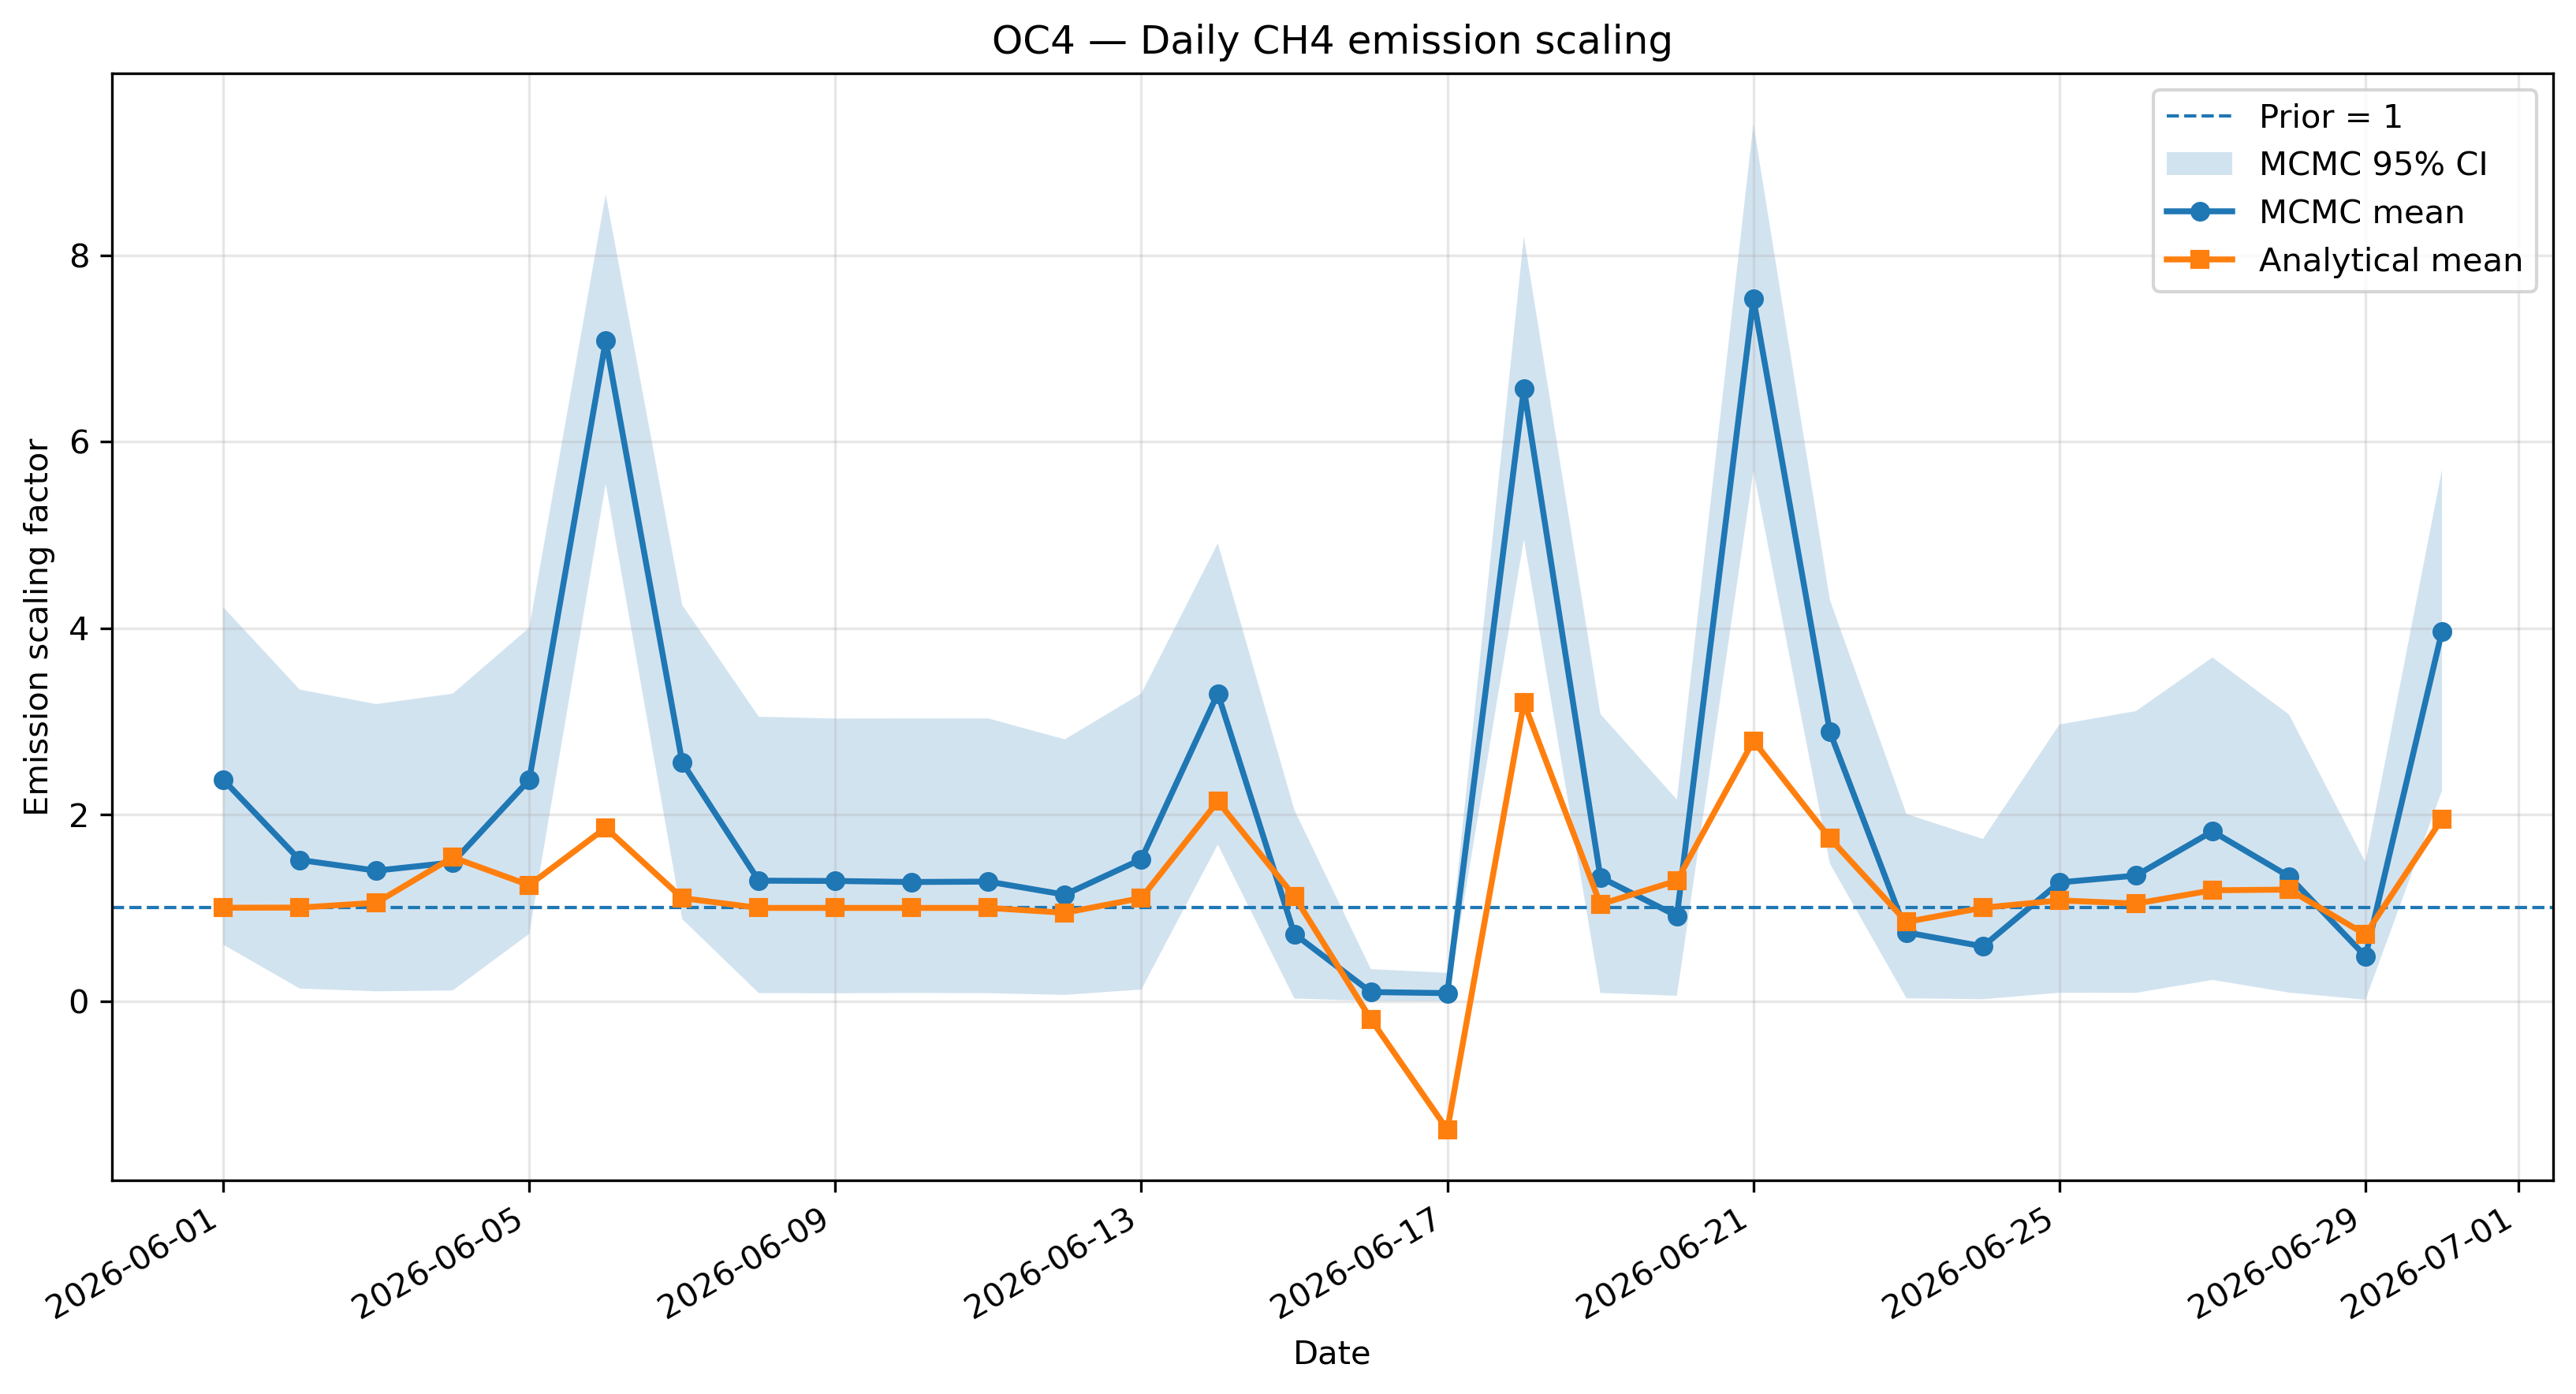 OC4 — Daily CH4 emission scaling
Prior = 1
MCMC 95% CI
MCMC mean
Analytical mean
Emission scaling factor
8
6
4
2
0
2026-06-01
2026-06-05
2026-06-09
2026-06-13
2026-06-17
2026-06-21
2026-06-25
2026-06-29
2026-07-01
Date